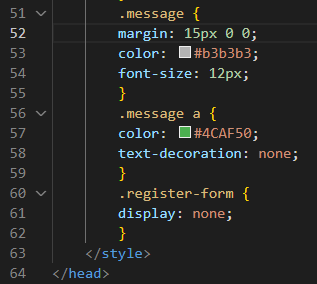 51 .message {
52 margin: 15px 0 0;
53 color: #b3b3b3;
54 font-size: 12px;
55 }
56 .message a {
57 color: #4CAF50;
58 text-decoration: none;
59 }
60 .register-form {
61 display: none;
62 }
63 </style>
64 </head>